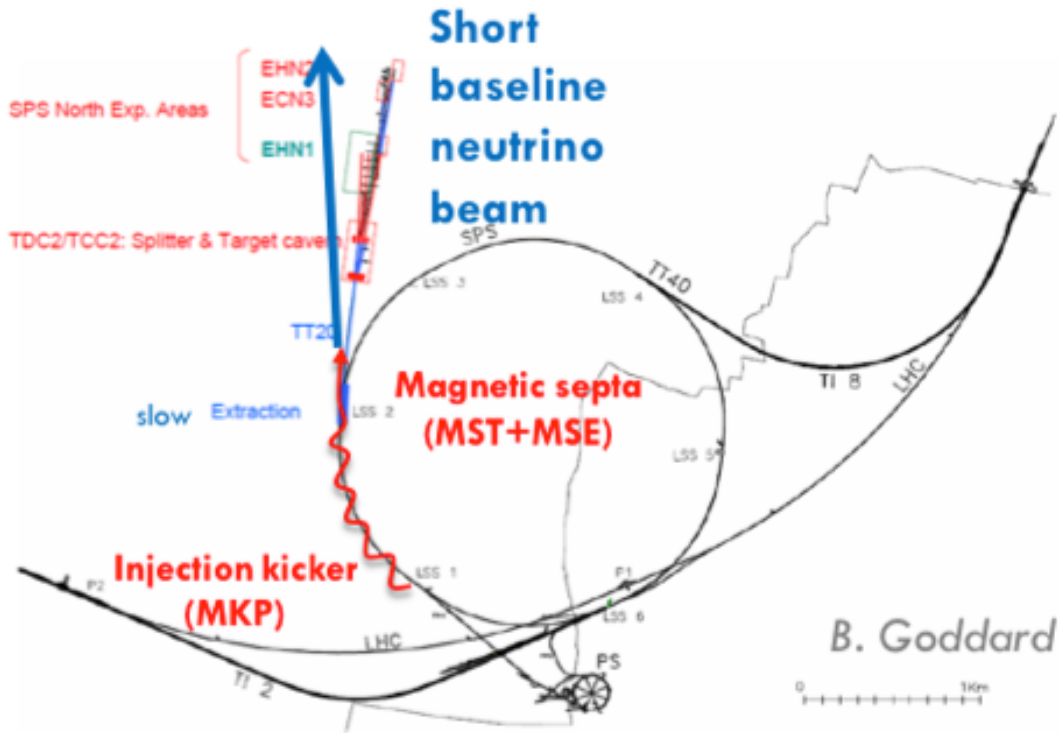 Short
baseline
neutrino
beam
EHN2
ECN3
SPS North Exp. Areas
EHN1
TDC2/TCC2: Splitter & Target cavern
SPS
LSS 3
LSS 4
TT40
TT20
TI 8
LHC
Magnetic septa
(MST+MSE)
slow
Extraction
LSS 2
LSS 5
Injection kicker
(MKP)
LSS 1
P1
P2
LSS 6
LHC
TI 2
PS
B. Goddard
0
1Km